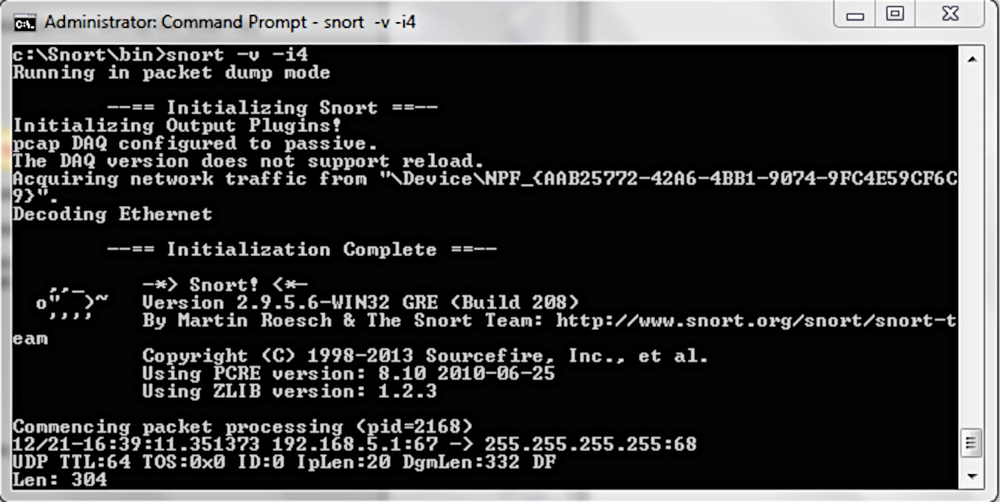 Administrator: Command Prompt - snort  -v -i4
c:\Snort\bin>snort -v -i4
Running in packet dump mode
--== Initializing Snort ==--
Initializing Output Plugins!
pcap DAQ configured to passive.
The DAQ version does not support reload.
Acquiring network traffic from "\Device\NPF_{AAB25772-42A6-4BB1-9074-9FC4E59CF6C
9}".
Decoding Ethernet
--== Initialization Complete ==--
,,_     -*> Snort! <*-
o"  )~   Version 2.9.5.6-WIN32 GRE (Build 208)
''''    By Martin Roesch & The Snort Team: http://www.snort.org/snort/snort-t
eam
Copyright (C) 1998-2013 Sourcefire, Inc., et al.
Using PCRE version: 8.10 2010-06-25
Using ZLIB version: 1.2.3
Commencing packet processing (pid=2168)
12/21-16:39:11.351373 192.168.5.1:67 -> 255.255.255.255:68
UDP TTL:64 TOS:0x0 ID:0 IpLen:20 DgmLen:332 DF
Len: 304